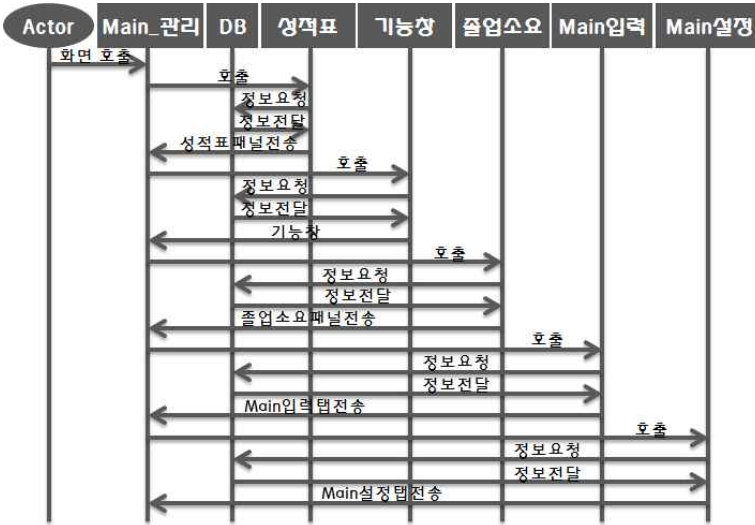 Actor Main_관리 DB 성적표 기능창 졸업소요 Main입력 Main설정
화면 호출
호출
정보요청
정보전달
성적표패널전송
호출
정보요청
정보전달
기능창
호출
정보요청
정보전달
졸업소요패널전송
호출
정보요청
정보전달
Main입력탭전송
호출
정보요청
정보전달
Main설정탭전송